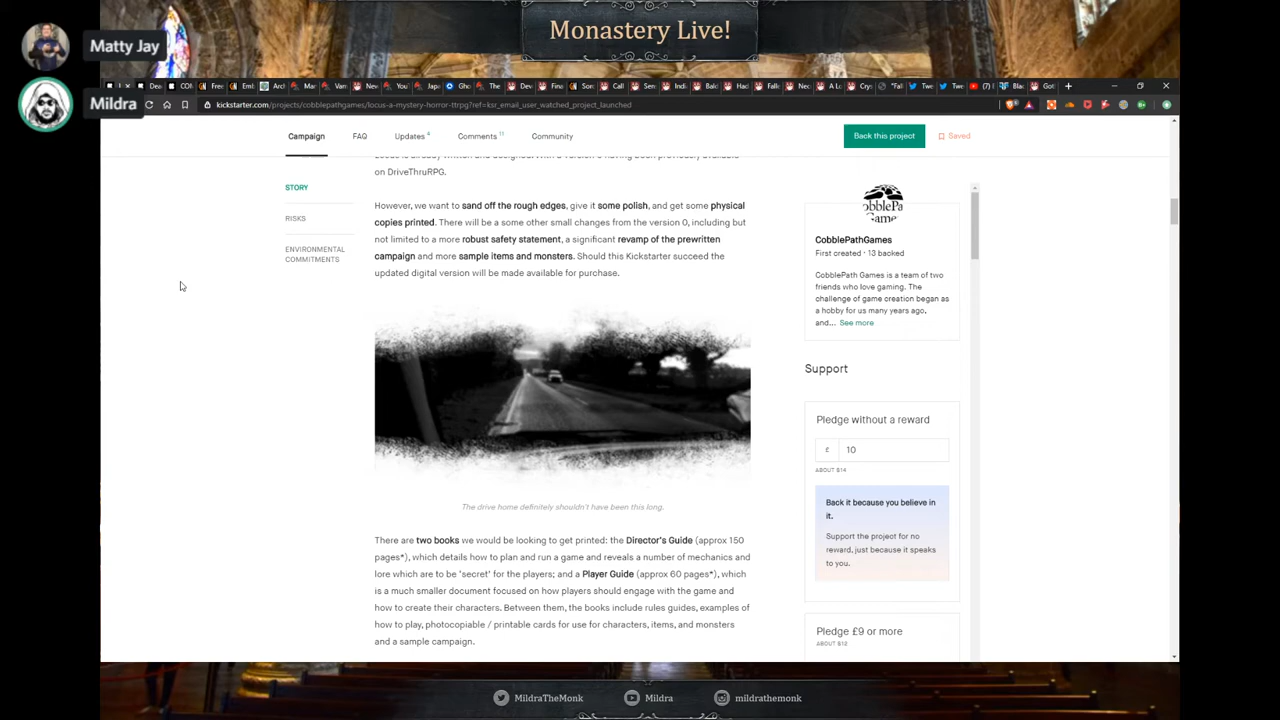 Monastery Live!
Matty Jay
Mildra
kickstarter.com/projects/cobblepathgames/locus-a-mystery-horror-ttrpg?ref=ksr_email_user_watched_project_launched
Campaign
FAQ
Updates 4
Comments 11
Community
Back this project
Saved
on DriveThruRPG.
STORY
RISKS
ENVIRONMENTAL
COMMITMENTS
However, we want to sand off the rough edges, give it some polish, and get some physical
copies printed. There will be a some other small changes from the version 0, including but
not limited to a more robust safety statement, a significant revamp of the prewritten
campaign and more sample items and monsters. Should this Kickstarter succeed the
updated digital version will be made available for purchase.
The drive home definitely shouldn't have been this long.
There are two books we would be looking to get printed: the Director's Guide (approx 150
pages*), which details how to plan and run a game and reveals a number of mechanics and
lore which are to be 'secret' for the players; and a Player Guide (approx 60 pages*), which
is a much smaller document focused on how players should engage with the game and
how to create their characters. Between them, the books include rules guides, examples of
how to play, photocopiable / printable cards for use for characters, items, and monsters
and a sample campaign.
CobblePathGames
First created · 13 backed
CobblePath Games is a team of two
friends who love gaming. The
challenge of game creation began as
a hobby for us many years ago,
and... See more
Support
Pledge without a reward
£ 10
ABOUT $14
Back it because you believe in
it.
Support the project for no
reward, just because it speaks
to you.
Pledge £9 or more
ABOUT $13
MildraTheMonk
Mildra
mildrathemonk